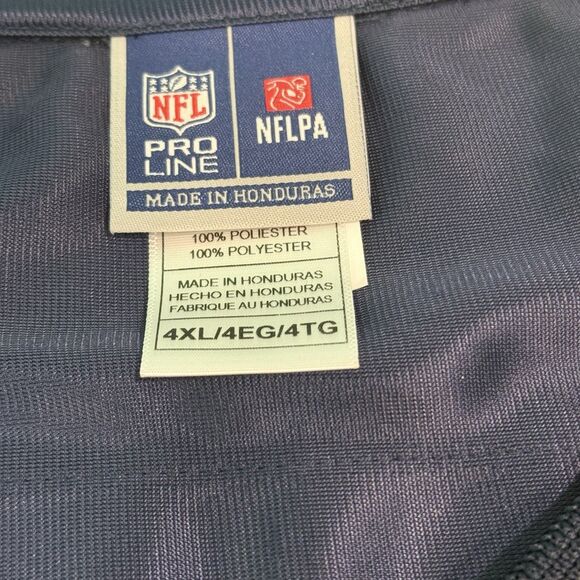 NFL
PRO
LINE
NFLPA
MADE IN HONDURAS
100% POLIESTER
100% POLYESTER
MADE IN HONDURAS
HECHO EN HONDURAS
FABRIQUE AU HONDURAS
4XL/4EG/4TG